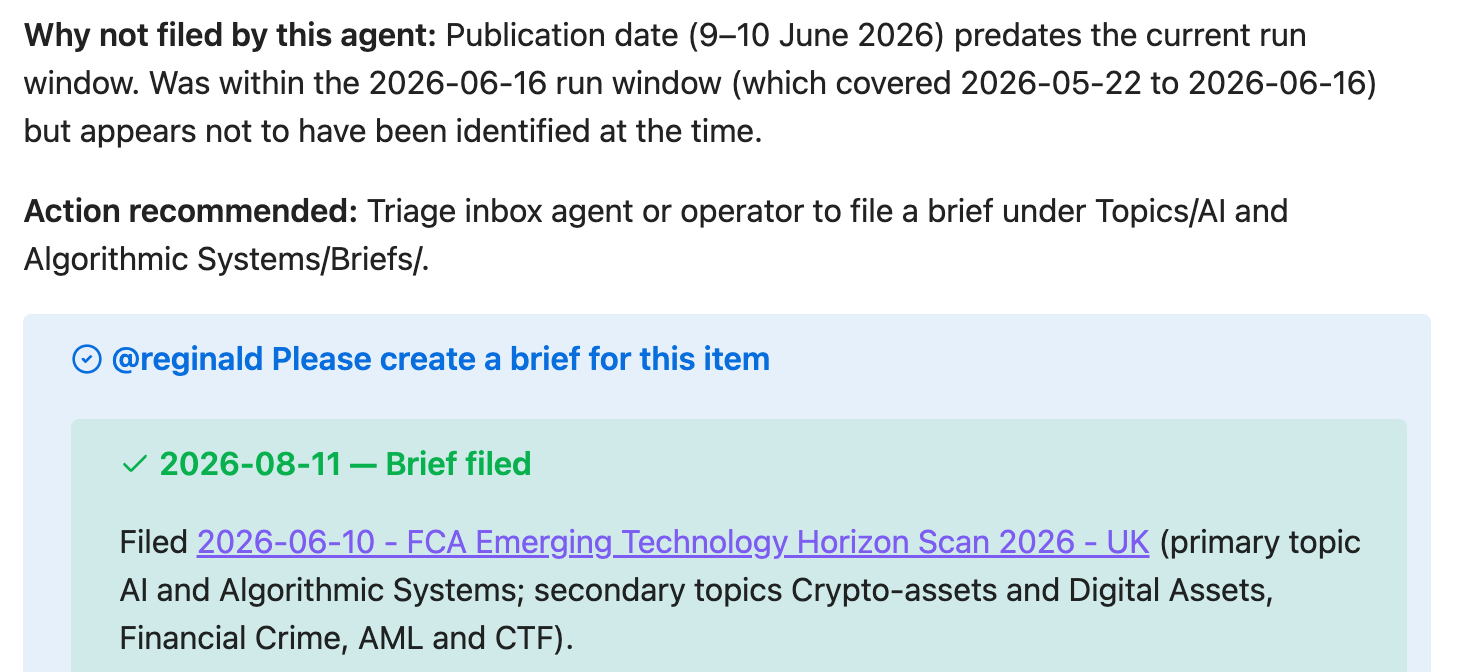 Why not filed by this agent: Publication date (9–10 June 2026) predates the current run
window. Was within the 2026-06-16 run window (which covered 2026-05-22 to 2026-06-16)
but appears not to have been identified at the time.
Action recommended: Triage inbox agent or operator to file a brief under Topics/AI and
Algorithmic Systems/Briefs/.
@reginald Please create a brief for this item
2026-08-11 — Brief filed
Filed 2026-06-10 - FCA Emerging Technology Horizon Scan 2026 - UK (primary topic
AI and Algorithmic Systems; secondary topics Crypto-assets and Digital Assets,
Financial Crime, AML and CTF).